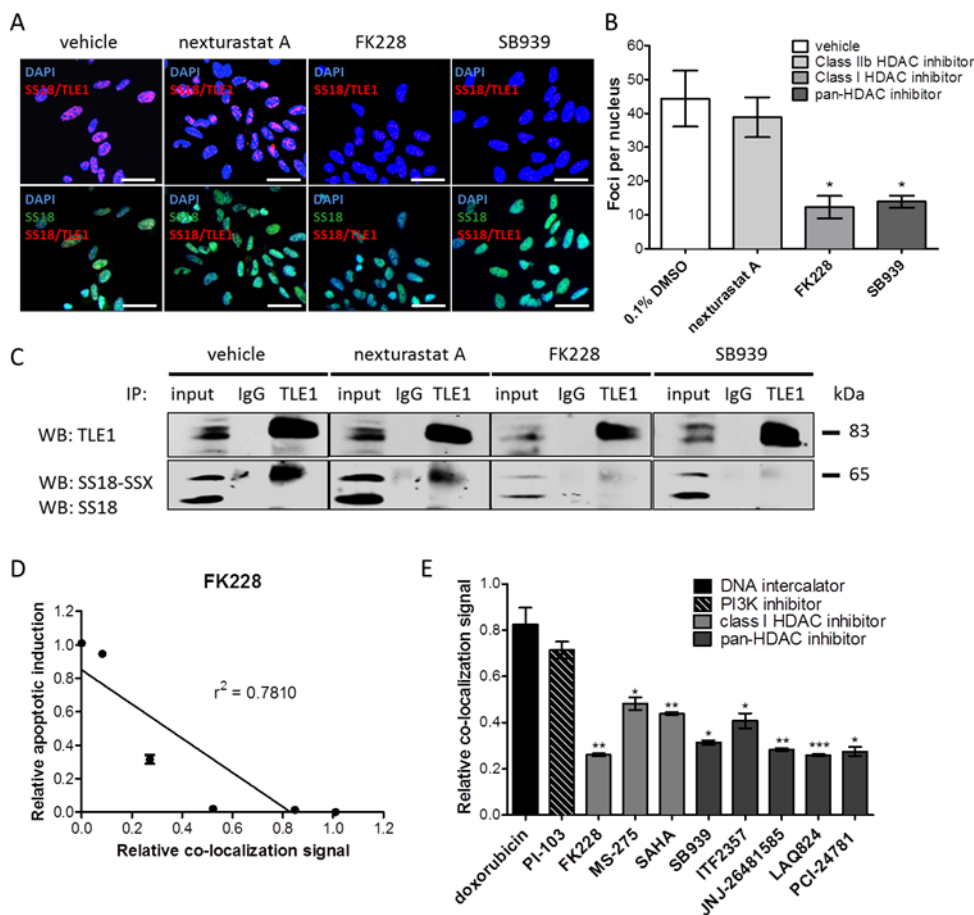 A
vehicle nexturastat A FK228 SB939
DAPI DAPI DAPI DAPI
SS18/TLE1 SS18/TLE1 SS18/TLE1 SS18/TLE1
DAPI DAPI DAPI DAPI
SS18 SS18 SS18 SS18
SS18/TLE1 SS18/TLE1 SS18/TLE1 SS18/TLE1
B
Foci per nucleus
60
50
40
30
20
10
0
vehicle
Class IIb HDAC inhibitor
Class I HDAC inhibitor
pan-HDAC inhibitor
* *
0.1% DMSO nexturastat A FK228 SB939
C
vehicle nexturastat A FK228 SB939
IP: input IgG TLE1 input IgG TLE1 input IgG TLE1 input IgG TLE1 kDa
WB: TLE1 83
WB: SS18-SSX 65
WB: SS18
D
FK228
Relative apoptotic induction
1.2
1.0
0.8
0.6
0.4
0.2
0.0
r² = 0.7810
0.0 0.2 0.4 0.6 0.8 1.0 1.2
Relative co-localization signal
E
Relative co-localization signal
1.0
0.8
0.6
0.4
0.2
0.0
DNA intercalator
PI3K inhibitor
class I HDAC inhibitor
pan-HDAC inhibitor
** * ** * * ** *** *
doxorubicin PI-103 FK228 MS-275 SAHA SB939 ITF2357 JNJ-26481585 LAQ824 PCI-24781